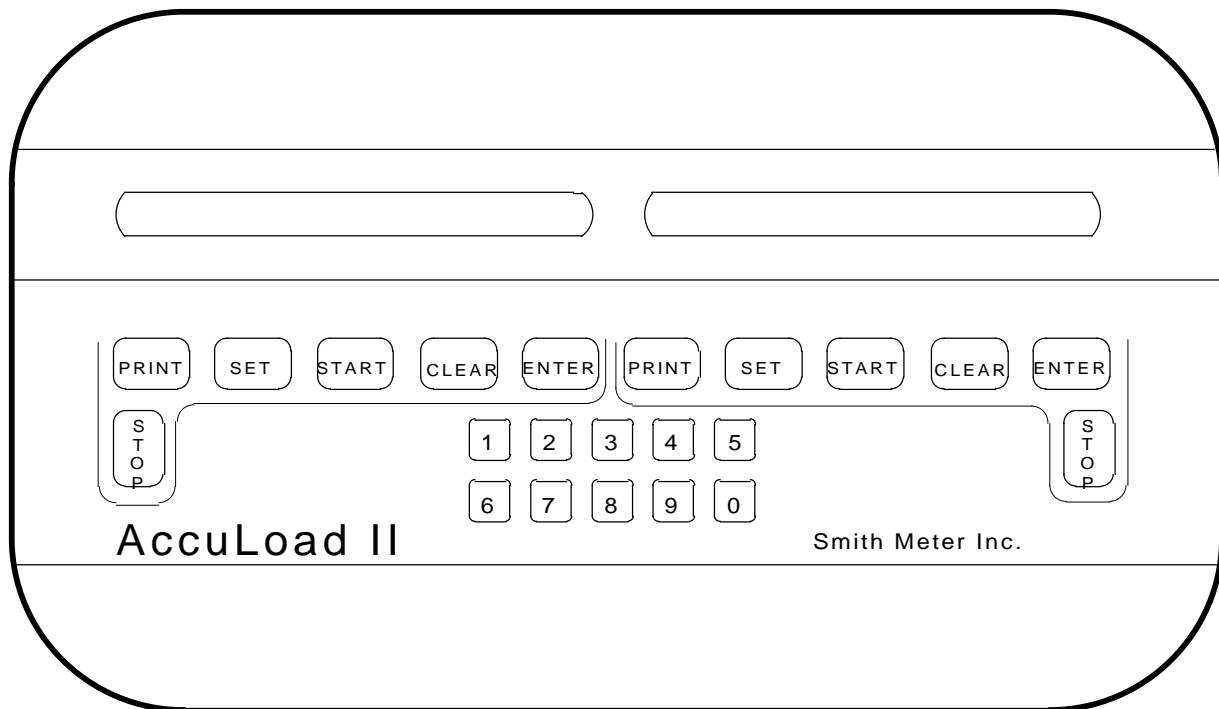 PRINT SET START CLEAR ENTER PRINT SET START CLEAR ENTER
STOP 1 2 3 4 5 STOP
6 7 8 9 0
AccuLoad II Smith Meter Inc.